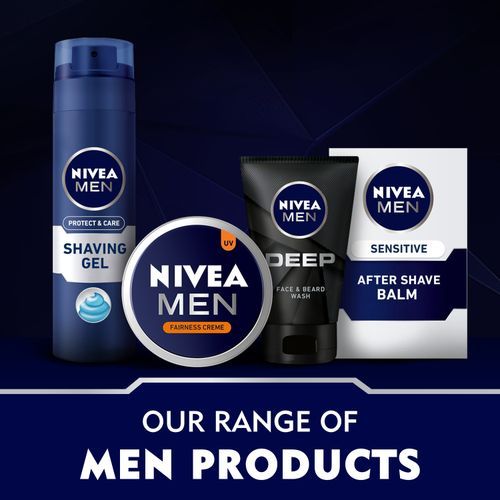 NIVEA
MEN
PROTECT & CARE
SHAVING
GEL
UV
NIVEA
MEN
FAIRNESS CREME
NIVEA
MEN
DEEP
FACE & BEARD
WASH
NIVEA
MEN
SENSITIVE
AFTER SHAVE
BALM
OUR RANGE OF
MEN PRODUCTS